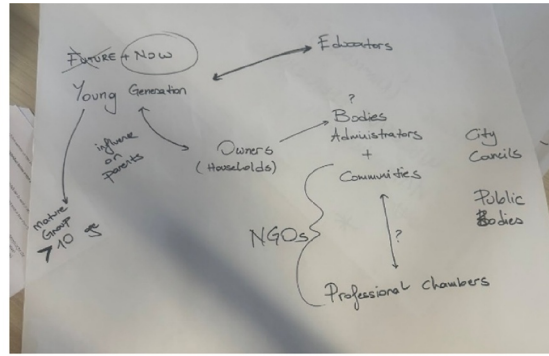 FUTURE + NOW
Young Generation
Educators
influence
on
parents
Owners
(Households)
?
Bodies
Administrators
+
Communities
City
Councils
Public
Bodies
mature
Group
> 10 age
NGOs
?
Professional chambers